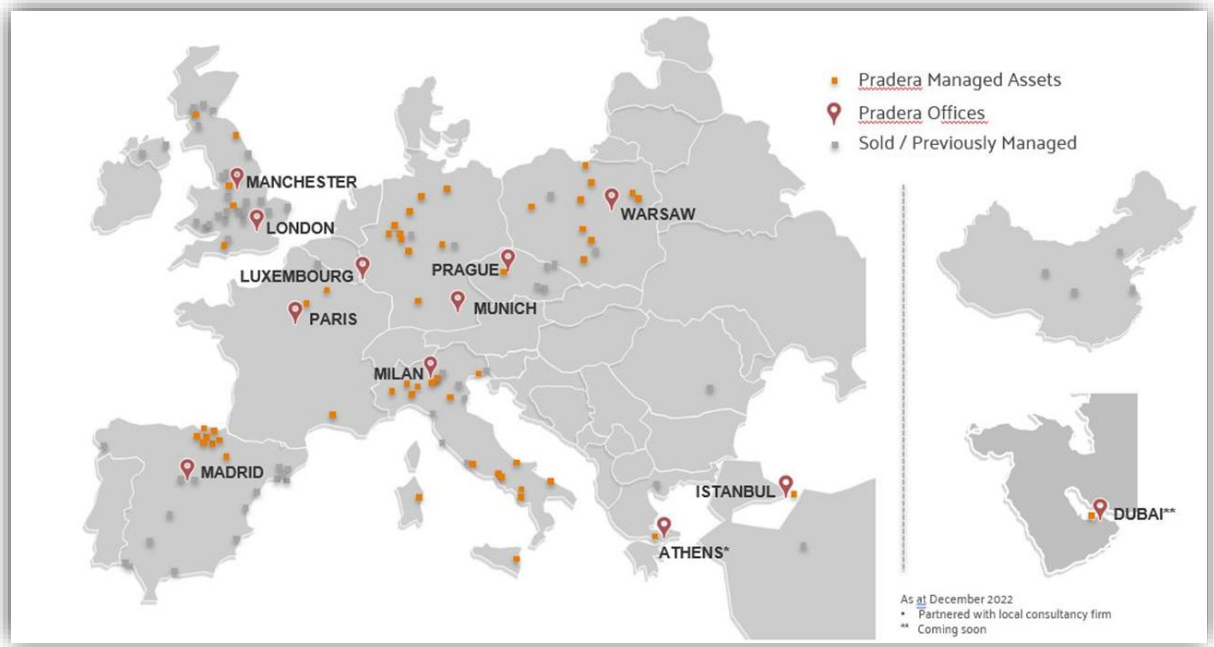 Pradera Managed Assets
Pradera Offices
Sold / Previously Managed
MANCHESTER
LONDON
WARSAW
LUXEMBOURG
PRAGUE
MUNICH
PARIS
MILAN
MADRID
ISTANBUL
ATHENS*
DUBAI**
As at December 2022
* Partnered with local consultancy firm
** Coming soon